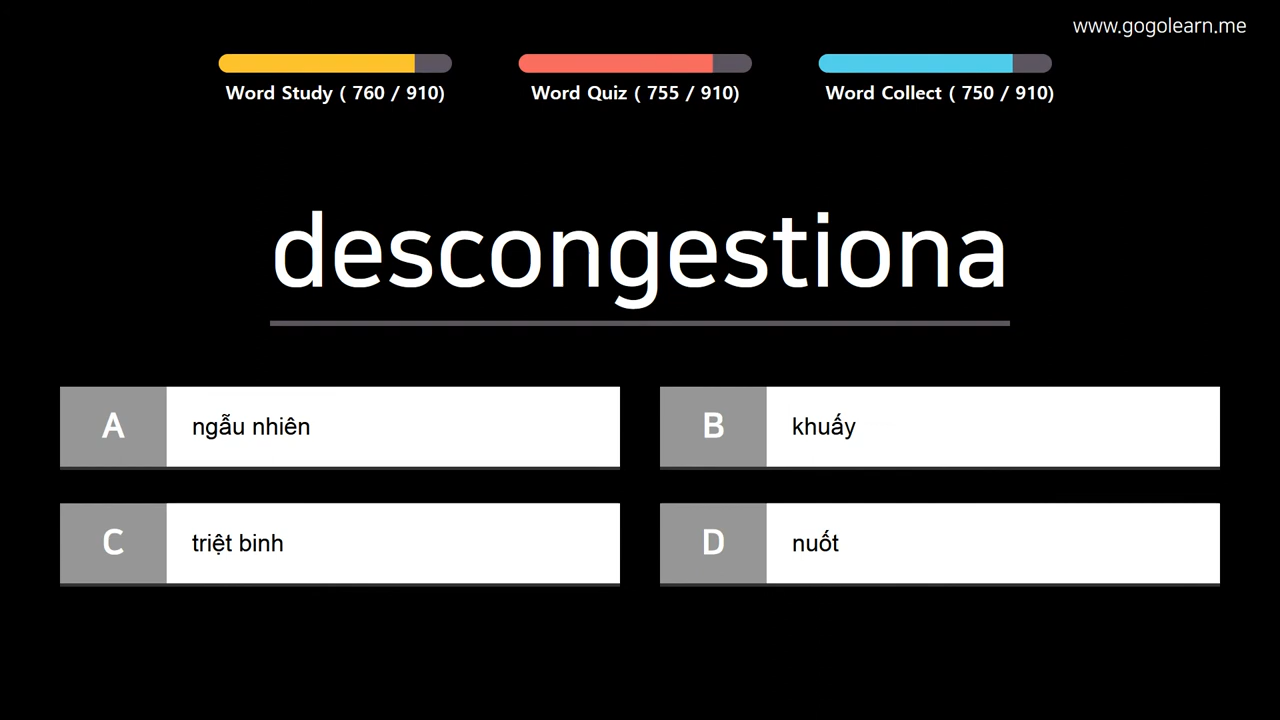 www.gogolearn.me
Word Study ( 760 / 910)
Word Quiz ( 755 / 910)
Word Collect ( 750 / 910)
descongestiona
A ngẫu nhiên
B khuấy
C triệt binh
D nuốt